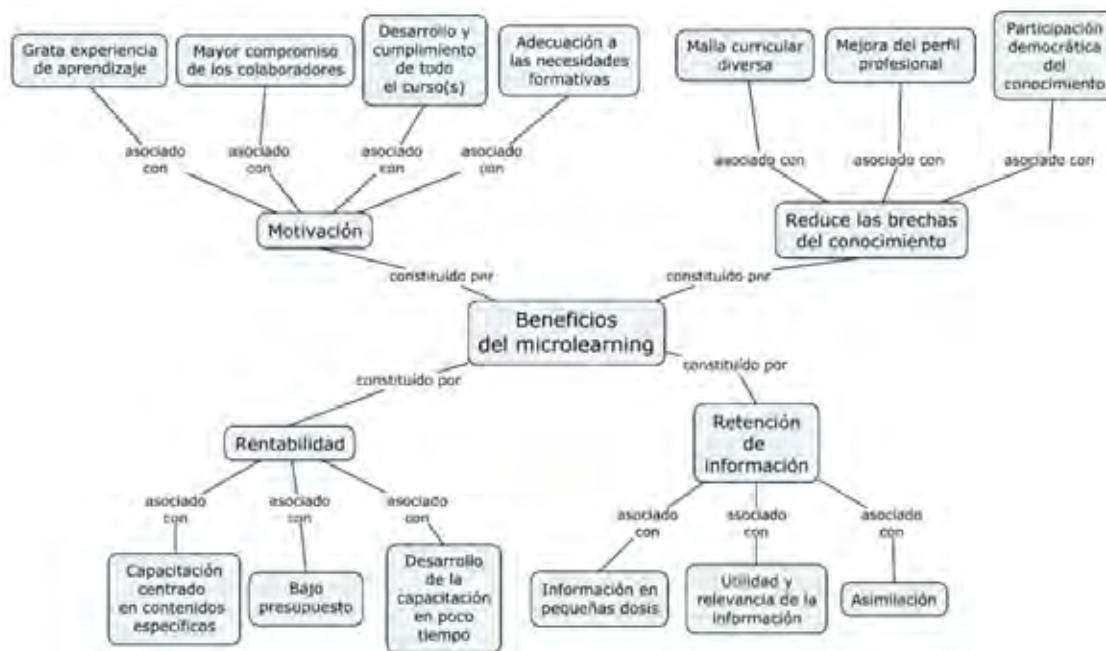 Grata experiencia
de aprendizaje
Mayor compromiso
de los colaboradores
Desarrollo y
cumplimiento
de todo
el curso(s)
Adecuación a
las necesidades
formativas
Malla curricular
diversa
Mejora del perfil
profesional
Participación
democrática
del
conocimiento
asociado
con
asociado
con
asociado
con
asociado
con
asociado con
asociado con
asociado con
Motivación
Reduce las brechas
del conocimiento
constituído por
constituído por
Beneficios
del microlearning
constituído por
constituído por
Rentabilidad
Retención
de
información
asociado
con
asociado
con
asociado
con
asociado
con
asociado
con
asociado
con
Capacitación
centrado
en contenidos
específicos
Bajo
presupuesto
Desarrollo
de la
capacitación
en poco
tiempo
Información en
pequeñas dosis
Utilidad y
relevancia de la
información
Asimilación